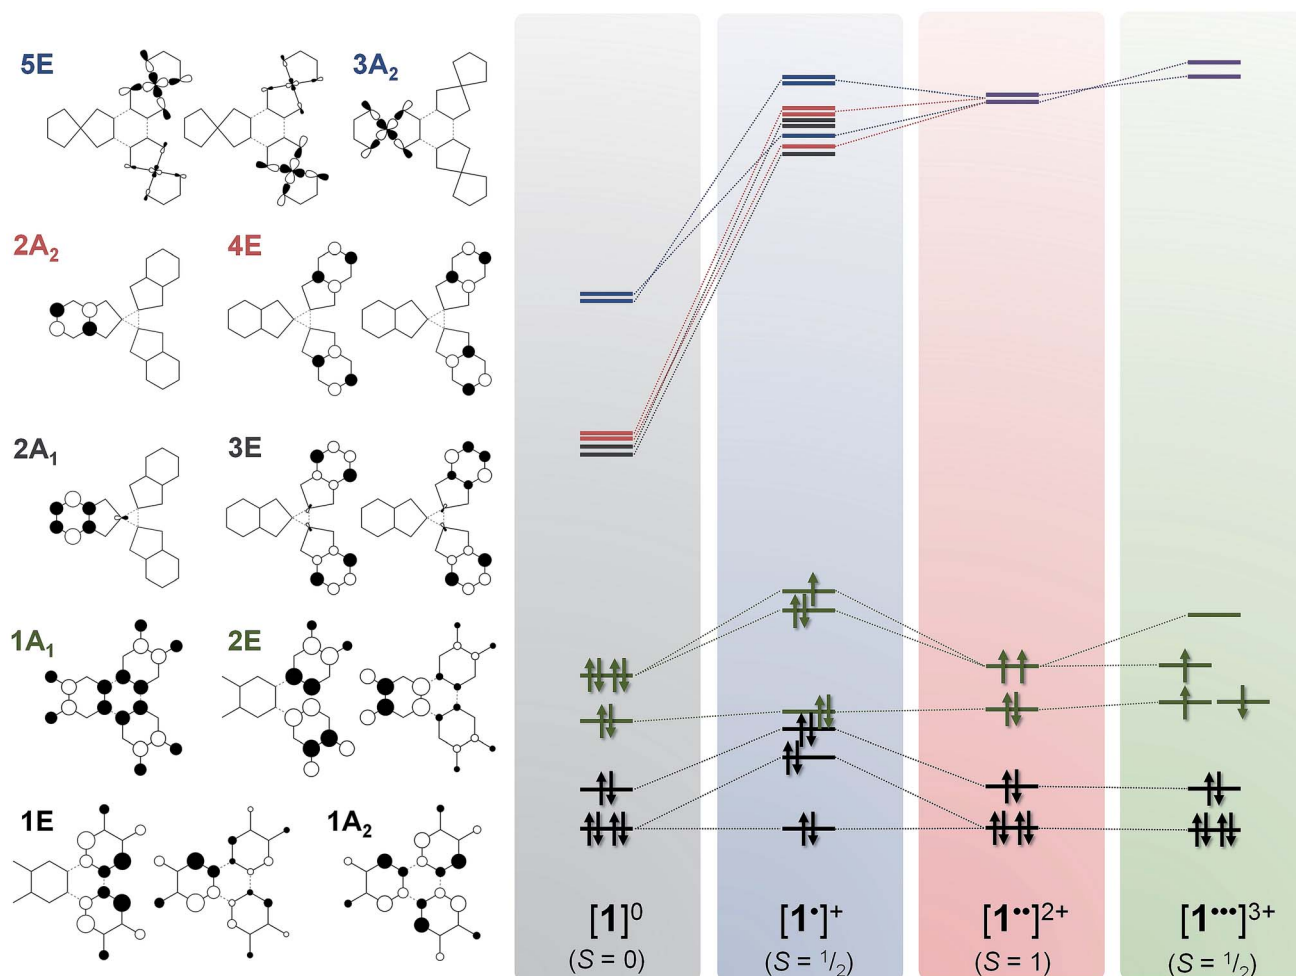 5E 3A₂
2A₂ 4E
2A₁ 3E
1A₁ 2E
1E 1A₂
[1]⁰ [1•]⁺ [1••]²⁺ [1•••]³⁺
(S = 0) (S = ¹/₂) (S = 1) (S = ¹/₂)